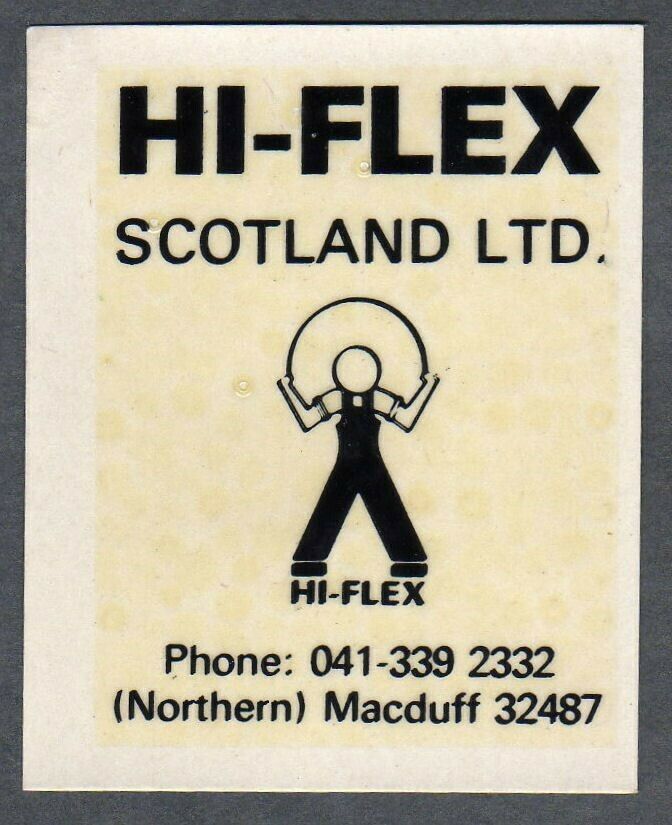 HI-FLEX
SCOTLAND LTD.
HI-FLEX
Phone: 041-339 2332
(Northern) Macduff 32487